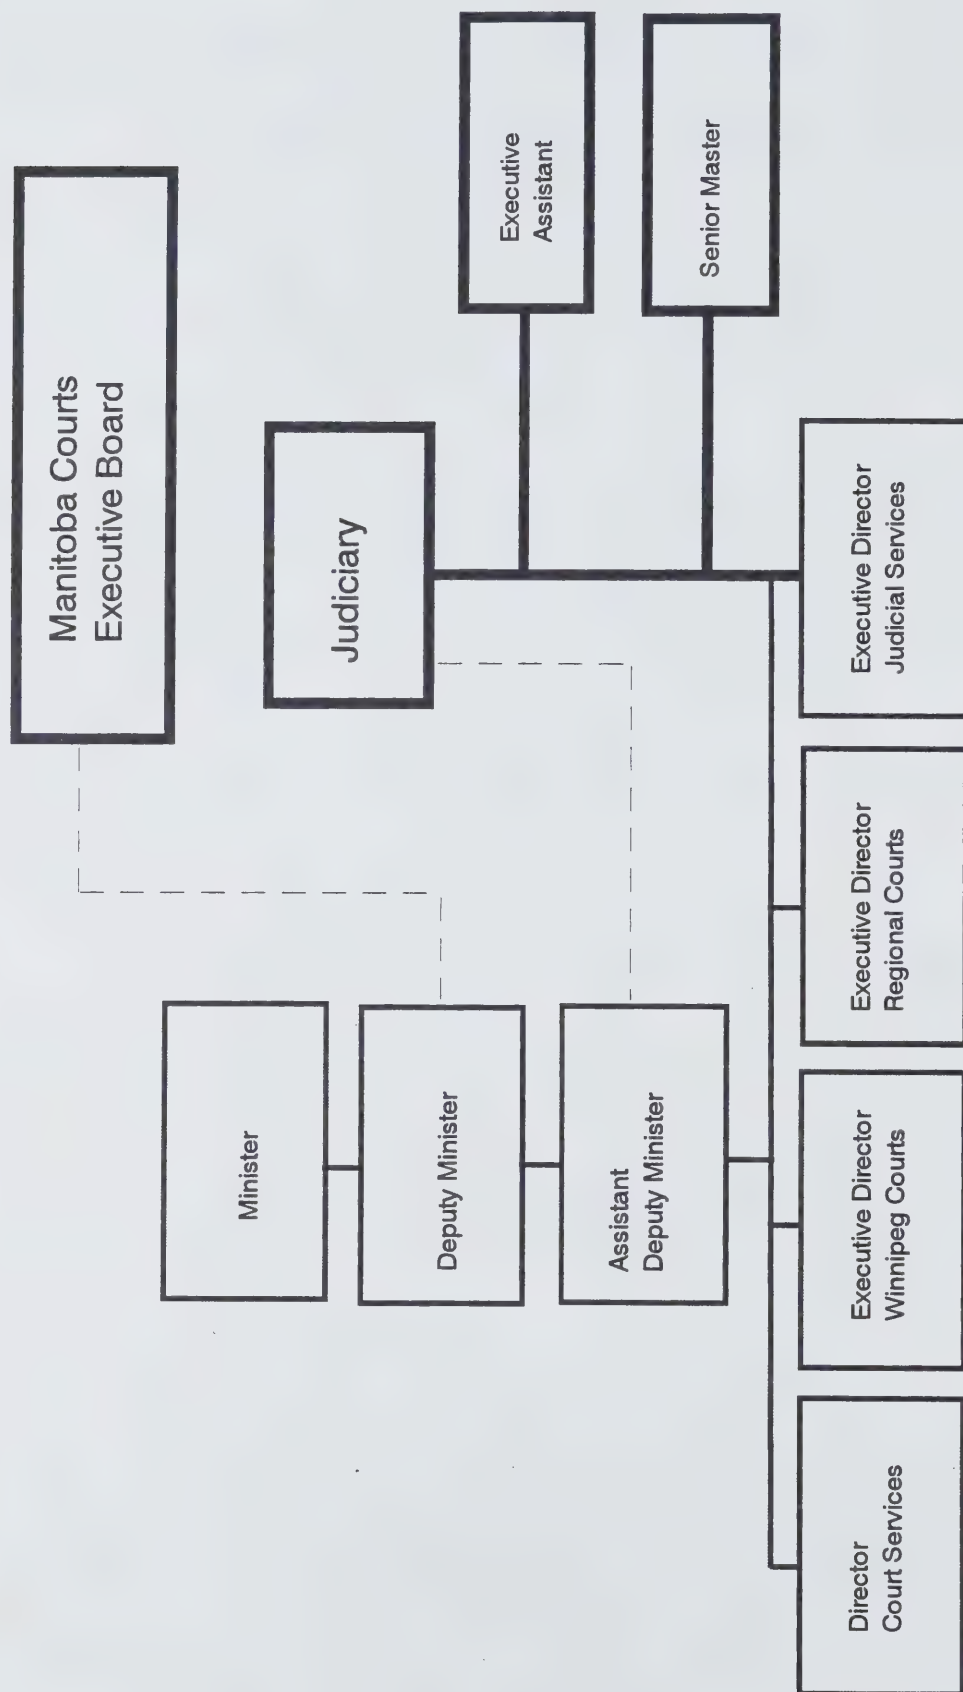 Manitoba Courts
Executive Board
Judiciary
Executive
Assistant
Senior Master
Minister
Deputy Minister
Assistant
Deputy Minister
Director
Court Services
Executive Director
Winnipeg Courts
Executive Director
Regional Courts
Executive Director
Judicial Services